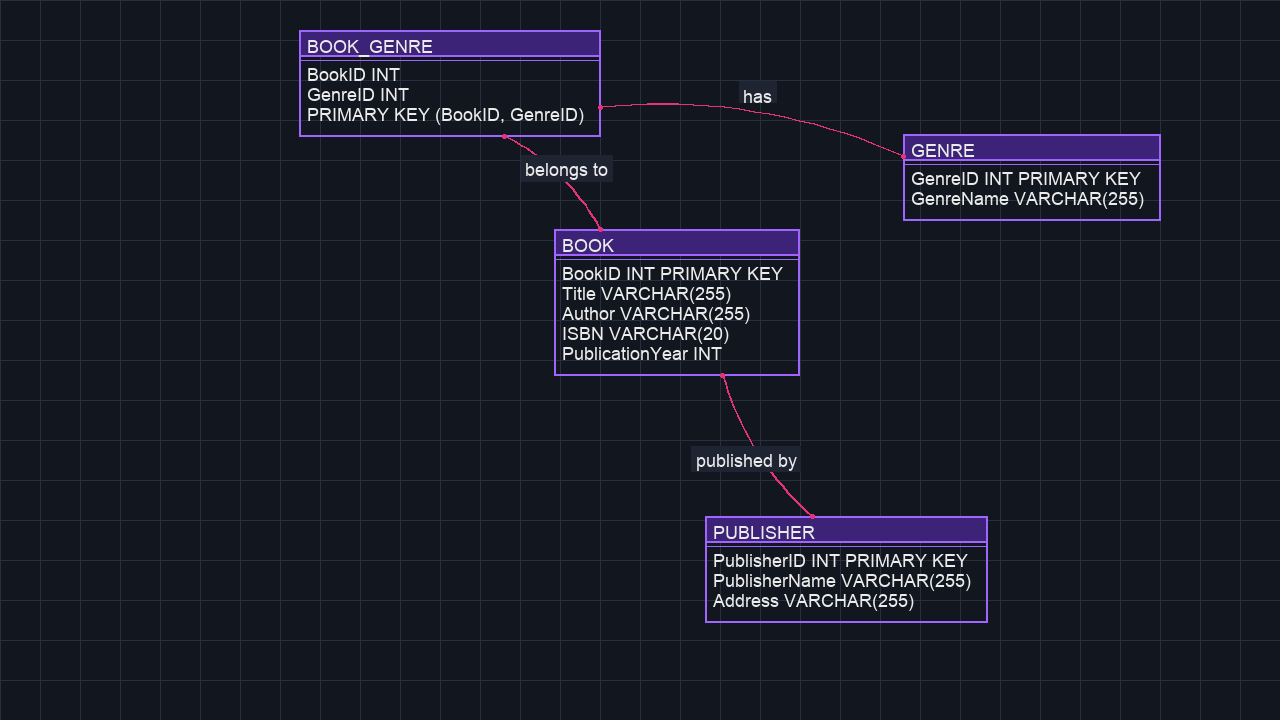 BOOK_GENRE
BookID INT
GenreID INT
PRIMARY KEY (BookID, GenreID)
has
GENRE
GenreID INT PRIMARY KEY
GenreName VARCHAR(255)
belongs to
BOOK
BookID INT PRIMARY KEY
Title VARCHAR(255)
Author VARCHAR(255)
ISBN VARCHAR(20)
PublicationYear INT
published by
PUBLISHER
PublisherID INT PRIMARY KEY
PublisherName VARCHAR(255)
Address VARCHAR(255)